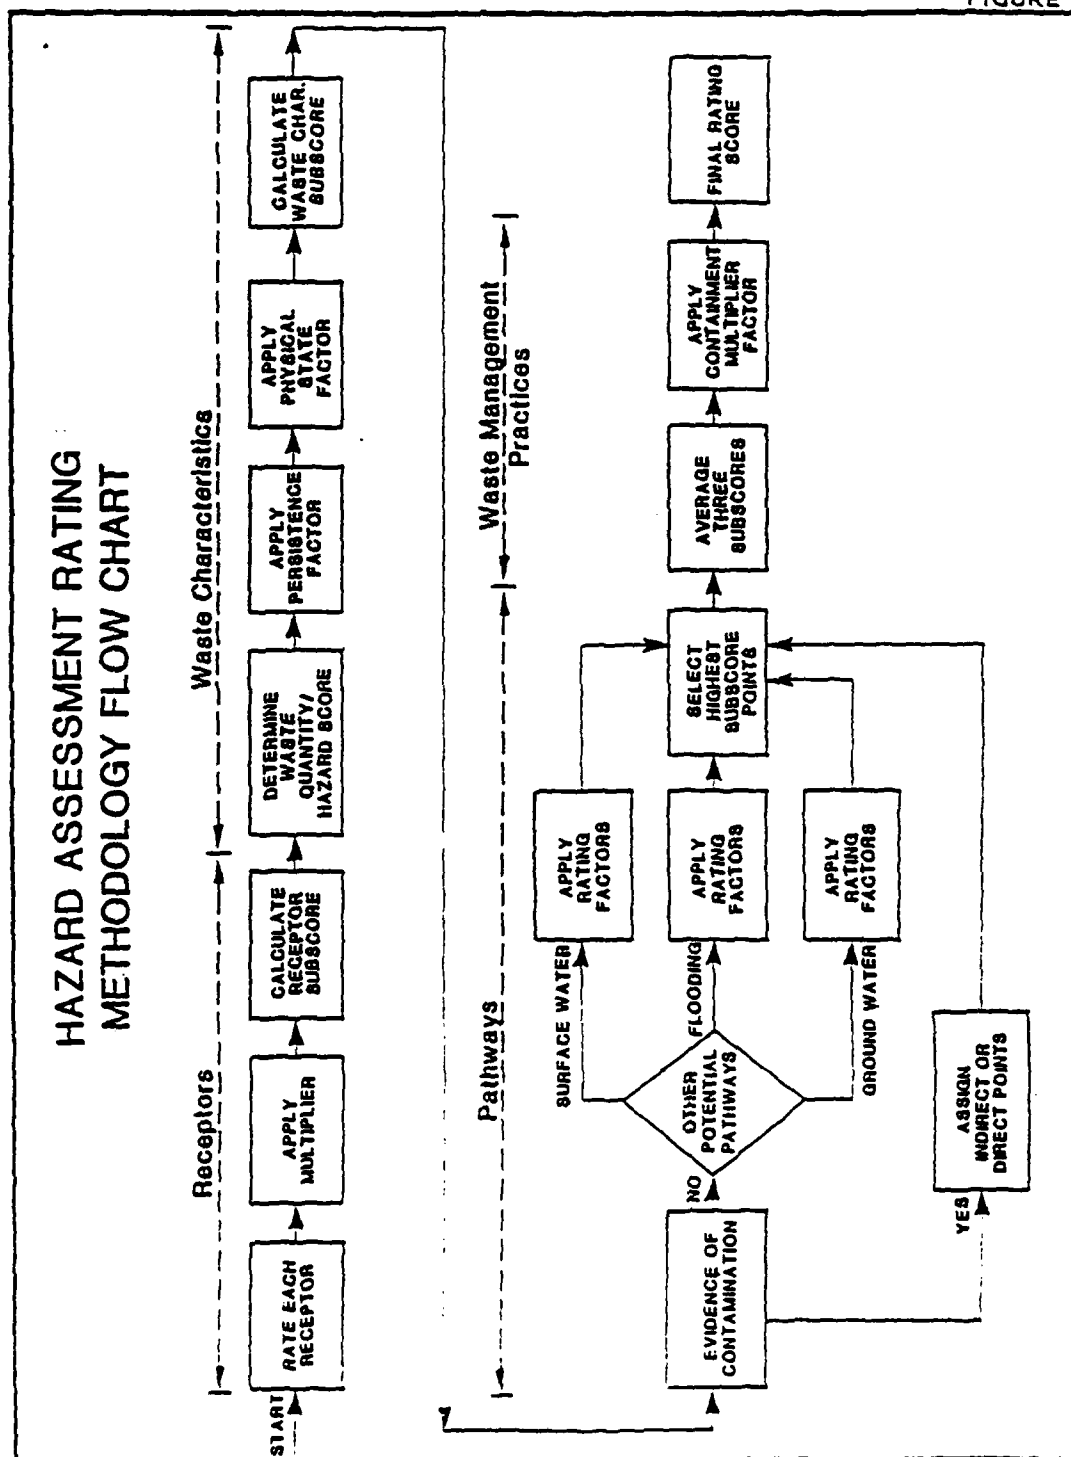 FIGURE
HAZARD ASSESSMENT RATING
METHODOLOGY FLOW CHART
Receptors
Waste Characteristics
START
RATE EACH
RECEPTOR
APPLY
MULTIPLIER
CALCULATE
RECEPTOR
SUBSCORE
DETERMINE
WASTE
QUANTITY/
HAZARD SCORE
APPLY
PERSISTENCE
FACTOR
APPLY
PHYSICAL
STATE
FACTOR
CALCULATE
WASTE CHAR.
SUBSCORE
Pathways
Waste Management
Practices
EVIDENCE OF
CONTAMINATION
NO
YES
OTHER
POTENTIAL
PATHWAYS
SURFACE WATER
FLOODING
GROUND WATER
APPLY
RATING
FACTORS
APPLY
RATING
FACTORS
APPLY
RATING
FACTORS
ASSIGN
INDIRECT OR
DIRECT POINTS
SELECT
HIGHEST
SUBSCORE
POINTS
AVERAGE
THREE
SUBSCORES
APPLY
CONTAINMENT
MULTIPLIER
FACTOR
FINAL RATING
SCORE